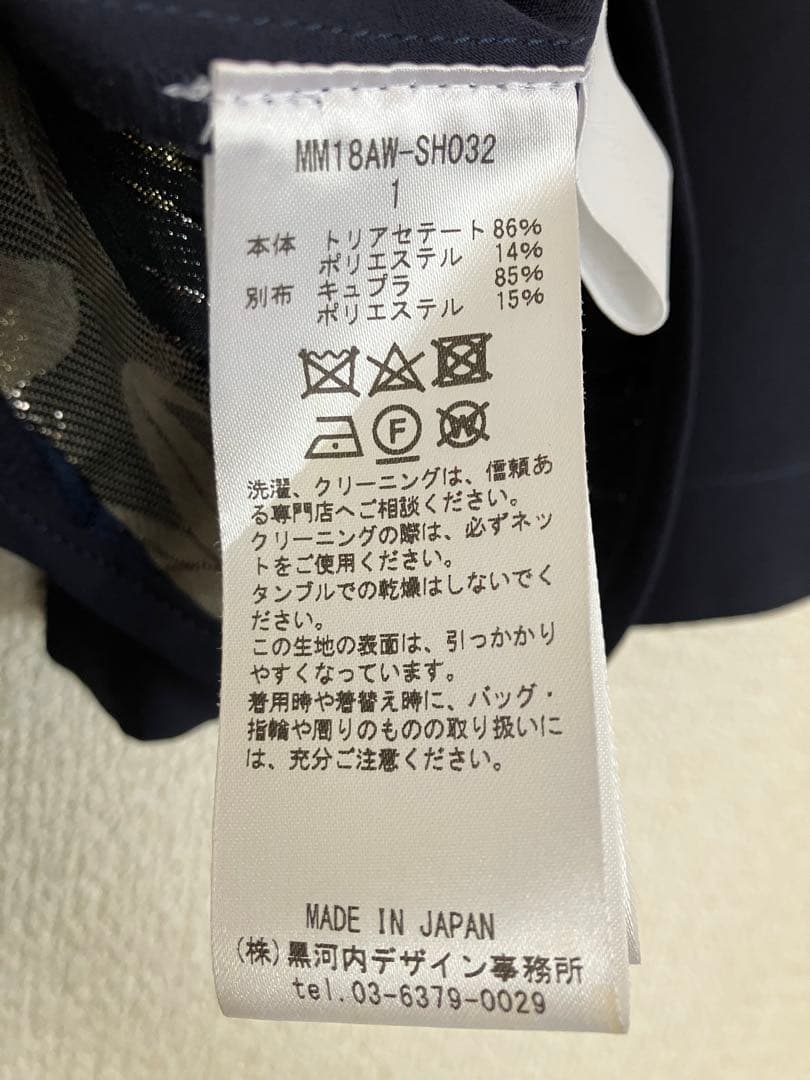 MM18AW-SH032
1
本体 トリアセテート 86%
ポリエステル 14%
別布 キュプラ 85%
ポリエステル 15%
F
W
洗濯、クリーニングは、信頼あ
る専門店へご相談ください。
クリーニングの際は、必ずネッ
トをご使用ください。
タンブルでの乾燥はしないでく
ださい。
この生地の表面は、引っかかり
やすくなっています。
着用時や着替え時に、バッグ・
指輪や周りのものの取り扱いに
は、充分ご注意ください。
MADE IN JAPAN
(株)黒河内デザイン事務所
tel.03-6379-0029